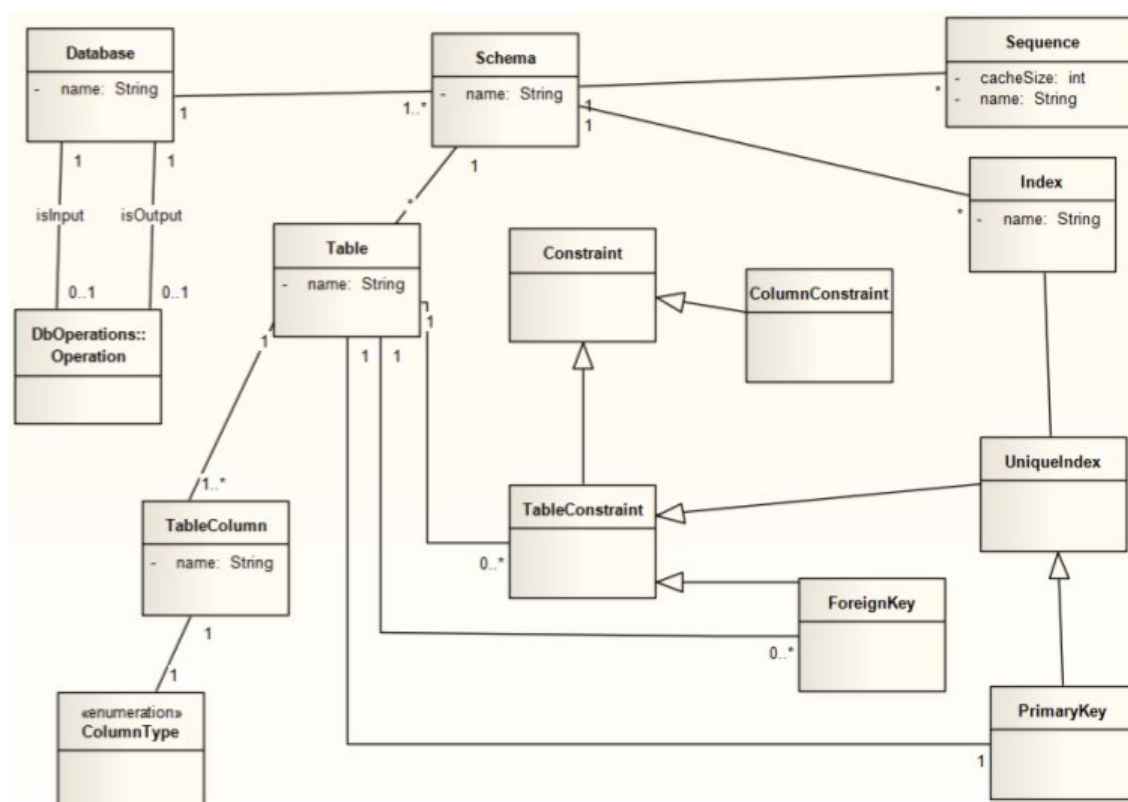 Database
- name: String
1
1..*
Schema
- name: String
1
1
Sequence
- cacheSize: int
- name: String
*
Index
- name: String
*
1
1
isInput
isOutput
0..1
0..1
DbOperations::
Operation
1
*
Table
- name: String
1
1
1
1
Constraint
ColumnConstraint
1..*
TableColumn
- name: String
1
1
«enumeration»
ColumnType
TableConstraint
0..*
UniqueIndex
ForeignKey
0..*
PrimaryKey
1